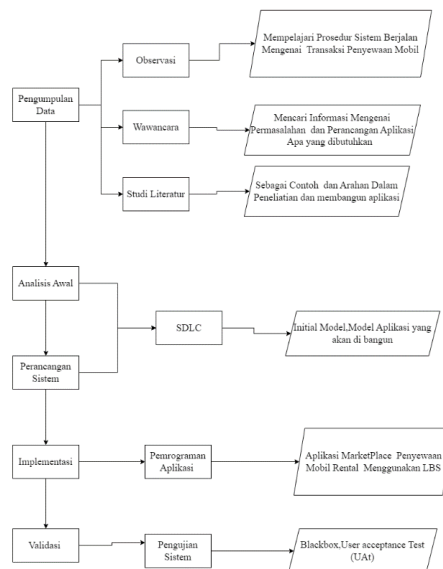 Observasi
Mempelajari Prosedur Sistem Berjalan
Mengenai Transaksi Penyewaan Mobil
Pengumpulan
Data
Wawancara
Mencari Informasi Mengenai
Permasalahan dan Perancangan Aplikasi
Apa yang dibutuhkan
Studi Literatur
Sebagai Contoh dan Arahan Dalam
Peneliatian dan membangun aplikasi
Analisis Awal
SDLC
Initial Model,Model Aplikasi yang
akan di bangun
Perancangan
Sistem
Implementasi
Pemrograman
Aplikasi
Aplikasi MarketPlace Penyewaan
Mobil Rental Menggunakan LBS
Validasi
Pengujian
Sistem
Blackbox,User acceptance Test
(UAt)